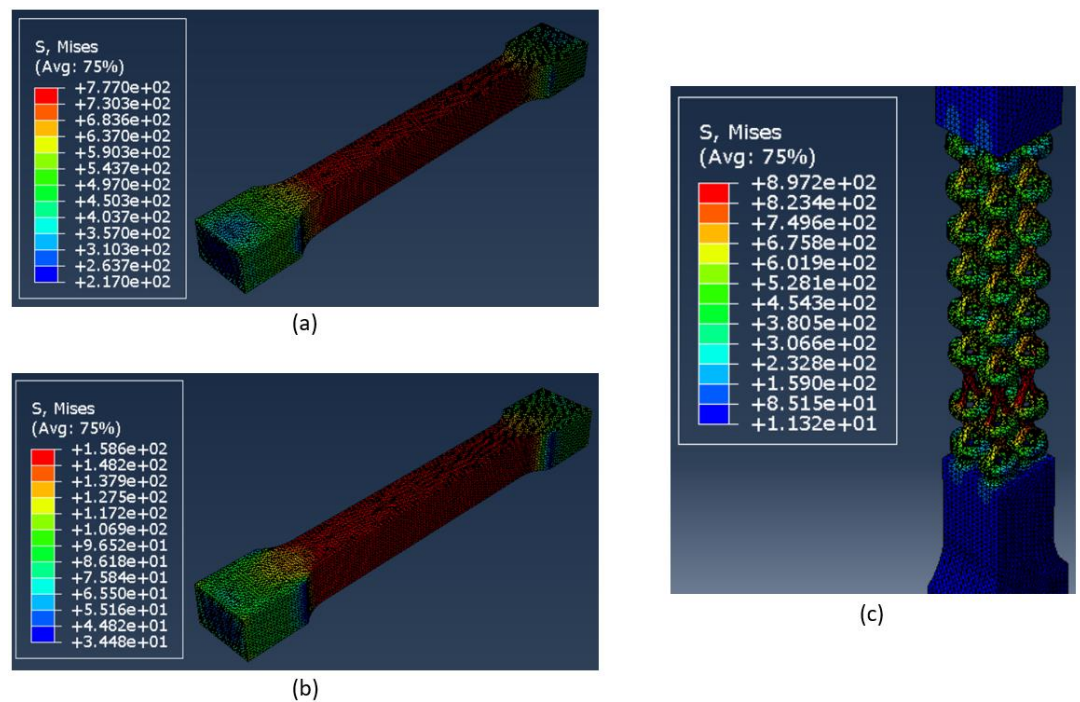 S, Mises
(Avg: 75%)
+7.770e+02
+7.303e+02
+6.836e+02
+6.370e+02
+5.903e+02
+5.437e+02
+4.970e+02
+4.503e+02
+4.037e+02
+3.570e+02
+3.103e+02
+2.637e+02
+2.170e+02
(a)
S, Mises
(Avg: 75%)
+1.586e+02
+1.482e+02
+1.379e+02
+1.275e+02
+1.172e+02
+1.069e+02
+9.652e+01
+8.618e+01
+7.584e+01
+6.550e+01
+5.516e+01
+4.482e+01
+3.448e+01
(b)
S, Mises
(Avg: 75%)
+8.972e+02
+8.234e+02
+7.496e+02
+6.758e+02
+6.019e+02
+5.281e+02
+4.543e+02
+3.805e+02
+3.066e+02
+2.328e+02
+1.590e+02
+8.515e+01
+1.132e+01
(c)